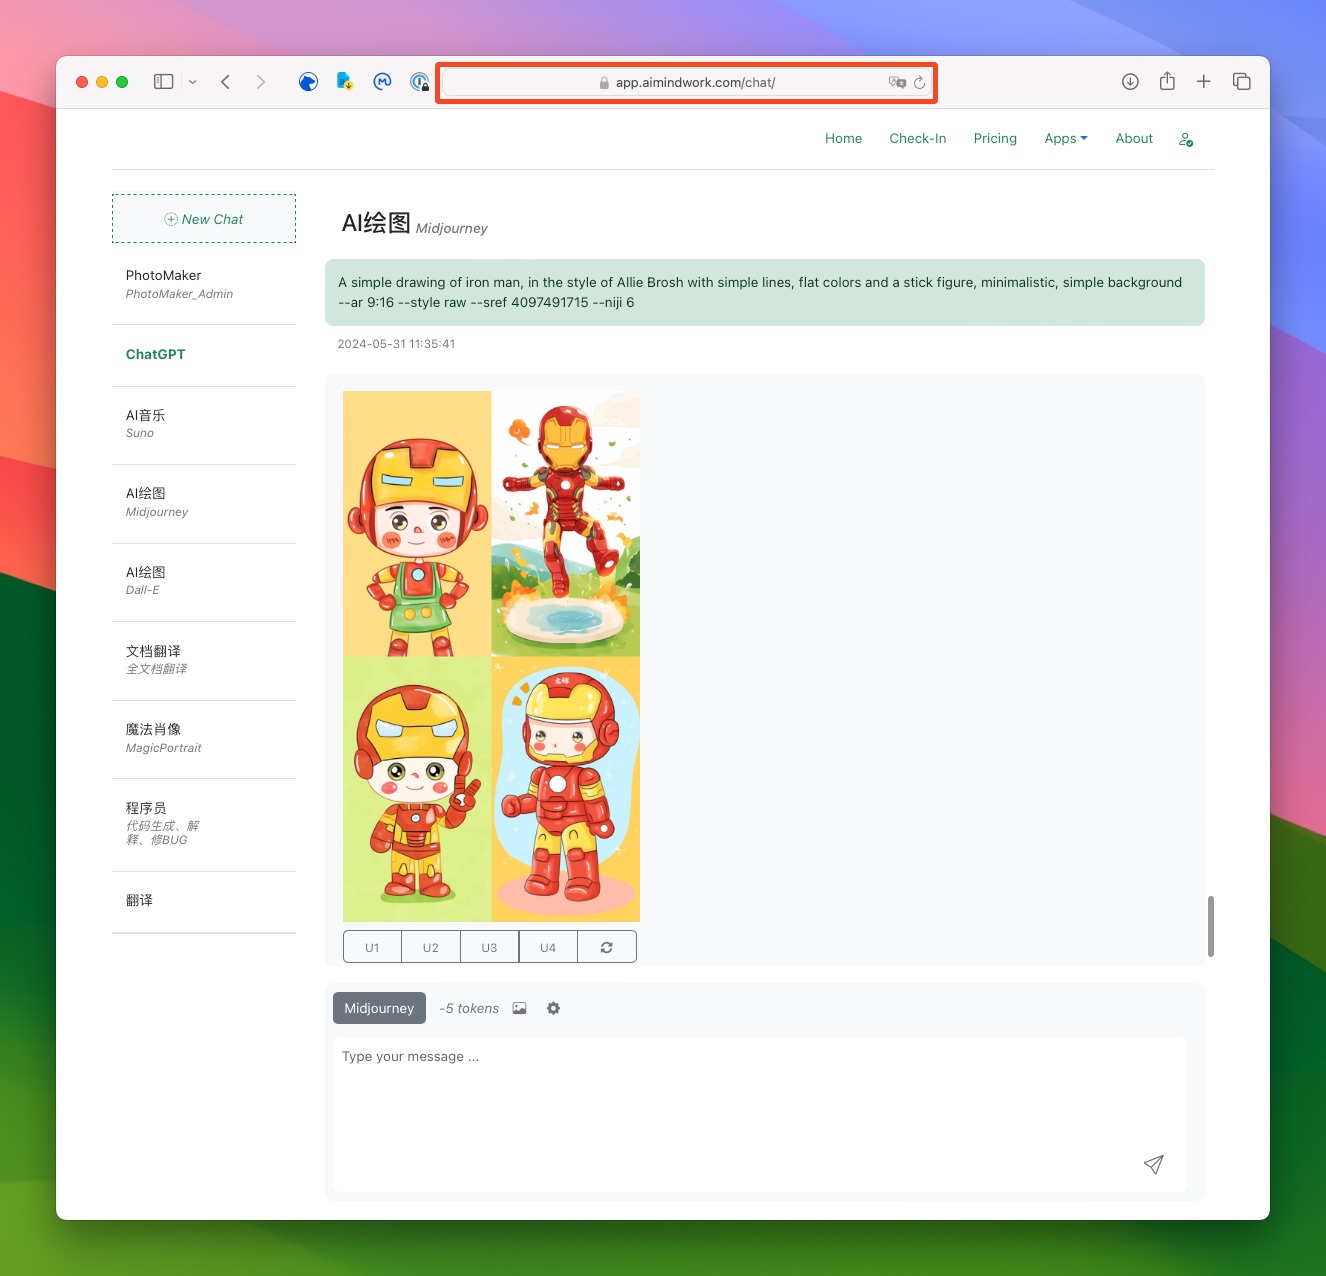 app.aimindwork.com/chat/
Home Check-In Pricing Apps About
New Chat
PhotoMaker
PhotoMaker_Admin
ChatGPT
AI音乐
Suno
AI绘图
Midjourney
AI绘图
Dall-E
文档翻译
全文档翻译
魔法肖像
MagicPortrait
程序员
代码生成、解
释、修BUG
翻译
AI绘图 Midjourney
A simple drawing of iron man, in the style of Allie Brosh with simple lines, flat colors and a stick figure, minimalistic, simple background
--ar 9:16 --style raw --sref 4097491715 --niji 6
2024-05-31 11:35:41
U1 U2 U3 U4
Midjourney -5 tokens
Type your message ...